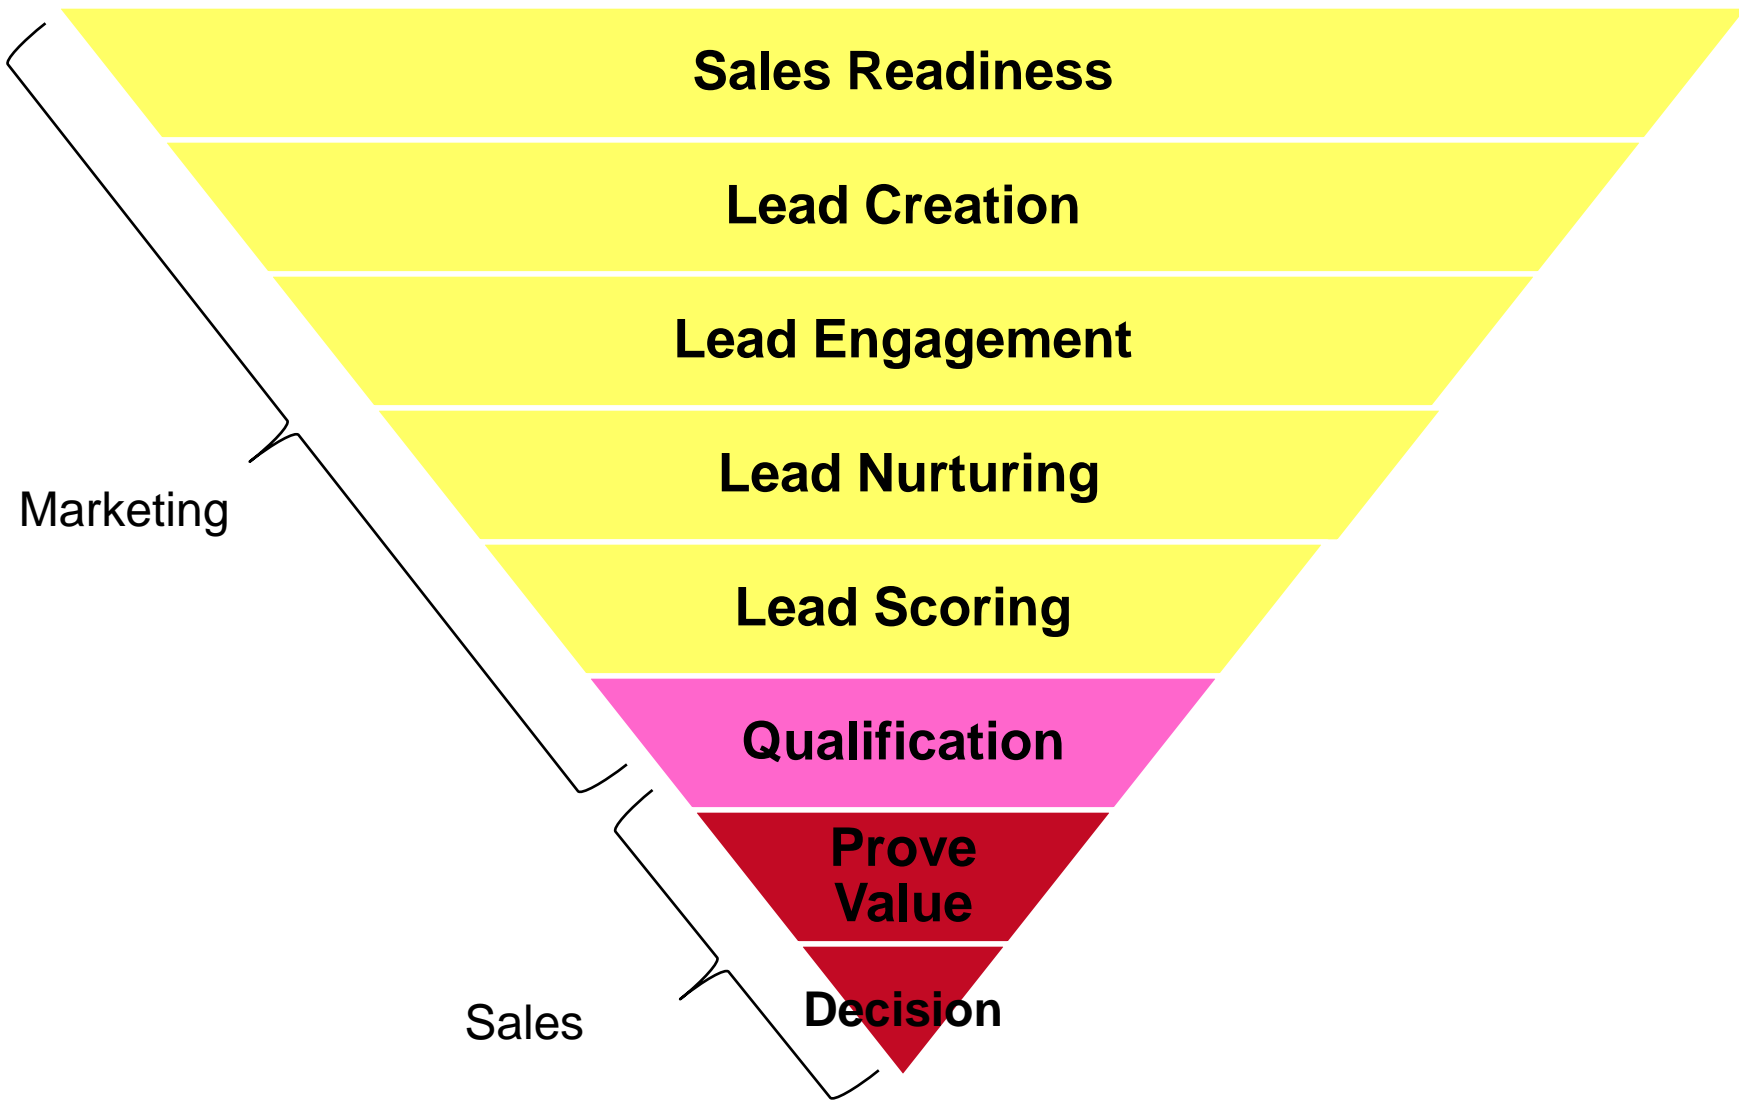 Sales Readiness
Lead Creation
Lead Engagement
Lead Nurturing
Marketing
Lead Scoring
Qualification
Prove
Value
Decision
Sales